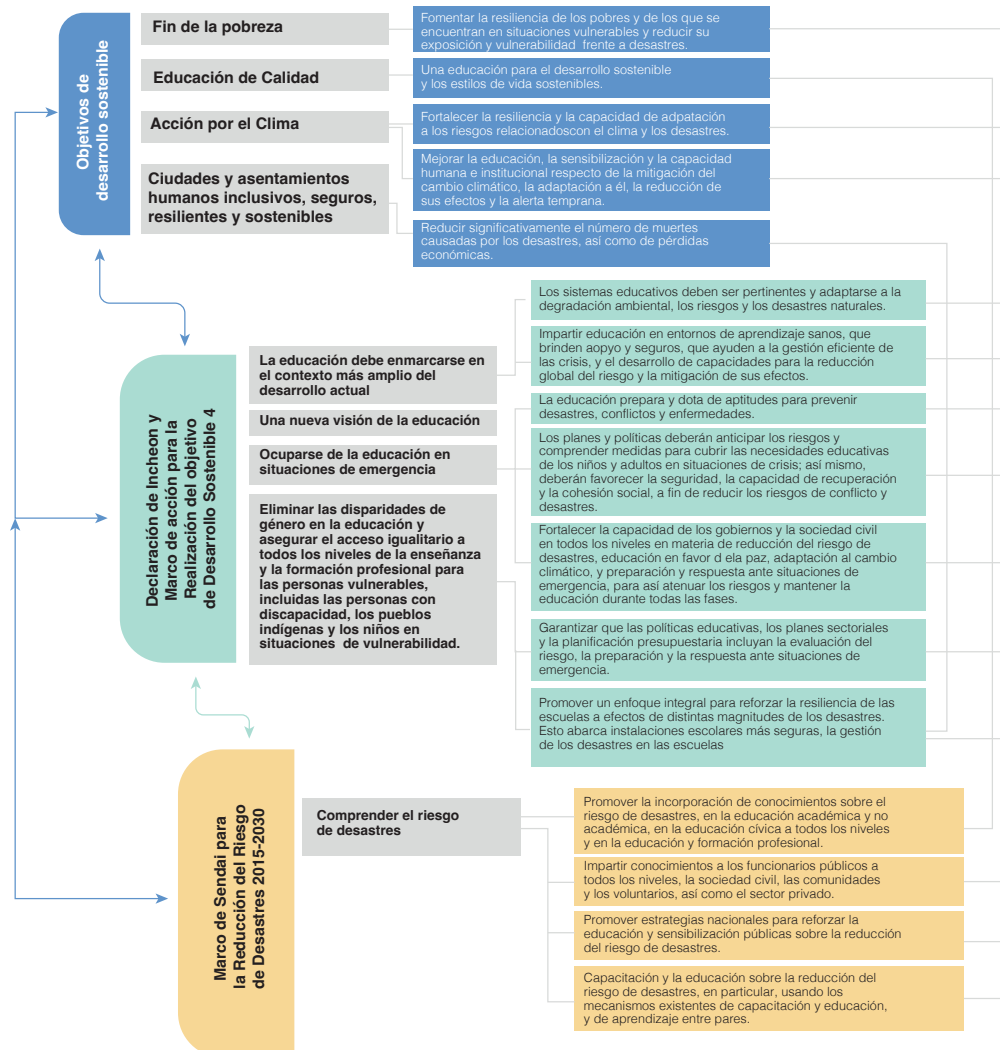 Objetivos de
desarrollo sostenible
Fin de la pobreza
Fomentar la resiliencia de los pobres y de los que se
encuentran en situaciones vulnerables y reducir su
exposición y vulnerabilidad frente a desastres.
Educación de Calidad
Una educación para el desarrollo sostenible
y los estilos de vida sostenibles.
Acción por el Clima
Fortalecer la resiliencia y la capacidad de adpatación
a los riesgos relacionadoscon el clima y los desastres.
Mejorar la educación, la sensibilización y la capacidad
humana e institucional respecto de la mitigación del
cambio climático, la adaptación a él, la reducción de
sus efectos y la alerta temprana.
Ciudades y asentamientos
humanos inclusivos, seguros,
resilientes y sostenibles
Reducir significativamente el número de muertes
causadas por los desastres, así como de pérdidas
económicas.
Declaración de Incheon y
Marco de acción para la
Realización del objetivo
de Desarrollo Sostenible 4
La educación debe enmarcarse en
el contexto más amplio del
desarrollo actual
Una nueva visión de la educación
Ocuparse de la educación en
situaciones de emergencia
Eliminar las disparidades de
género en la educación y
asegurar el acceso igualitario a
todos los niveles de la enseñanza
y la formación profesional para
las personas vulnerables,
incluidas las personas con
discapacidad, los pueblos
indígenas y los niños en
situaciones de vulnerabilidad.
Los sistemas educativos deben ser pertinentes y adaptarse a la
degradación ambiental, los riesgos y los desastres naturales.
Impartir educación en entornos de aprendizaje sanos, que
brinden aopyo y seguros, que ayuden a la gestión eficiente de
las crisis, y el desarrollo de capacidades para la reducción
global del riesgo y la mitigación de sus efectos.
La educación prepara y dota de aptitudes para prevenir
desastres, conflictos y enfermedades.
Los planes y políticas deberán anticipar los riesgos y
comprender medidas para cubrir las necesidades educativas
de los niños y adultos en situaciones de crisis; así mismo,
deberán favorecer la seguridad, la capacidad de recuperación
y la cohesión social, a fin de reducir los riesgos de conflicto y
desastres.
Fortalecer la capacidad de los gobiernos y la sociedad civil
en todos los niveles en materia de reducción del riesgo de
desastres, educación en favor d ela paz, adaptación al cambio
climático, y preparación y respuesta ante situaciones de
emergencia, para así atenuar los riesgos y mantener la
educación durante todas las fases.
Garantizar que las políticas educativas, los planes sectoriales
y la planificación presupuestaria incluyan la evaluación del
riesgo, la preparación y la respuesta ante situaciones de
emergencia.
Promover un enfoque integral para reforzar la resiliencia de las
escuelas a efectos de distintas magnitudes de los desastres.
Esto abarca instalaciones escolares más seguras, la gestión
de los desastres en las escuelas
Marco de Sendai para
la Reducción del Riesgo
de Desastres 2015-2030
Comprender el riesgo
de desastres
Promover la incorporación de conocimientos sobre el
riesgo de desastres, en la educación académica y no
académica, en la educación cívica a todos los niveles
y en la educación y formación profesional.
Impartir conocimientos a los funcionarios públicos a
todos los niveles, la sociedad civil, las comunidades
y los voluntarios, así como el sector privado.
Promover estrategias nacionales para reforzar la
educación y sensibilización públicas sobre la reducción
del riesgo de desastres.
Capacitación y la educación sobre la reducción del
riesgo de desastres, en particular, usando los
mecanismos existentes de capacitación y educación,
y de aprendizaje entre pares.